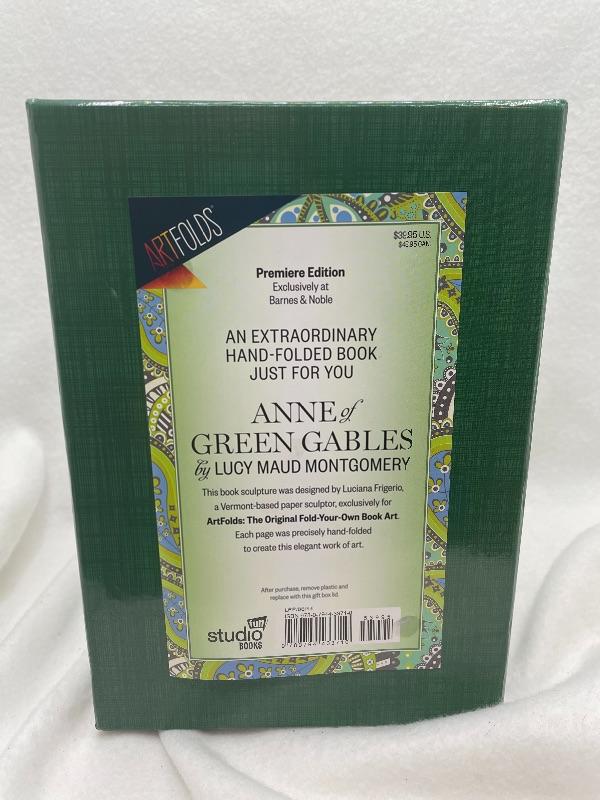 ARTFOLDS®
$39.95 U.S.
Premiere Edition
Exclusively at
Barnes & Noble
AN EXTRAORDINARY
HAND-FOLDED BOOK
JUST FOR YOU
ANNE of
GREEN GABLES
by LUCY MAUD MONTGOMERY
This book sculpture was designed by Luciana Frigerio,
a Vermont-based paper sculptor, exclusively for
ArtFolds: The Original Fold-Your-Own Book Art.
Each page was precisely hand-folded
to create this elegant work of art.
After purchase, remove plastic and
replace with this gift box lid.
studio fun
BOOKS